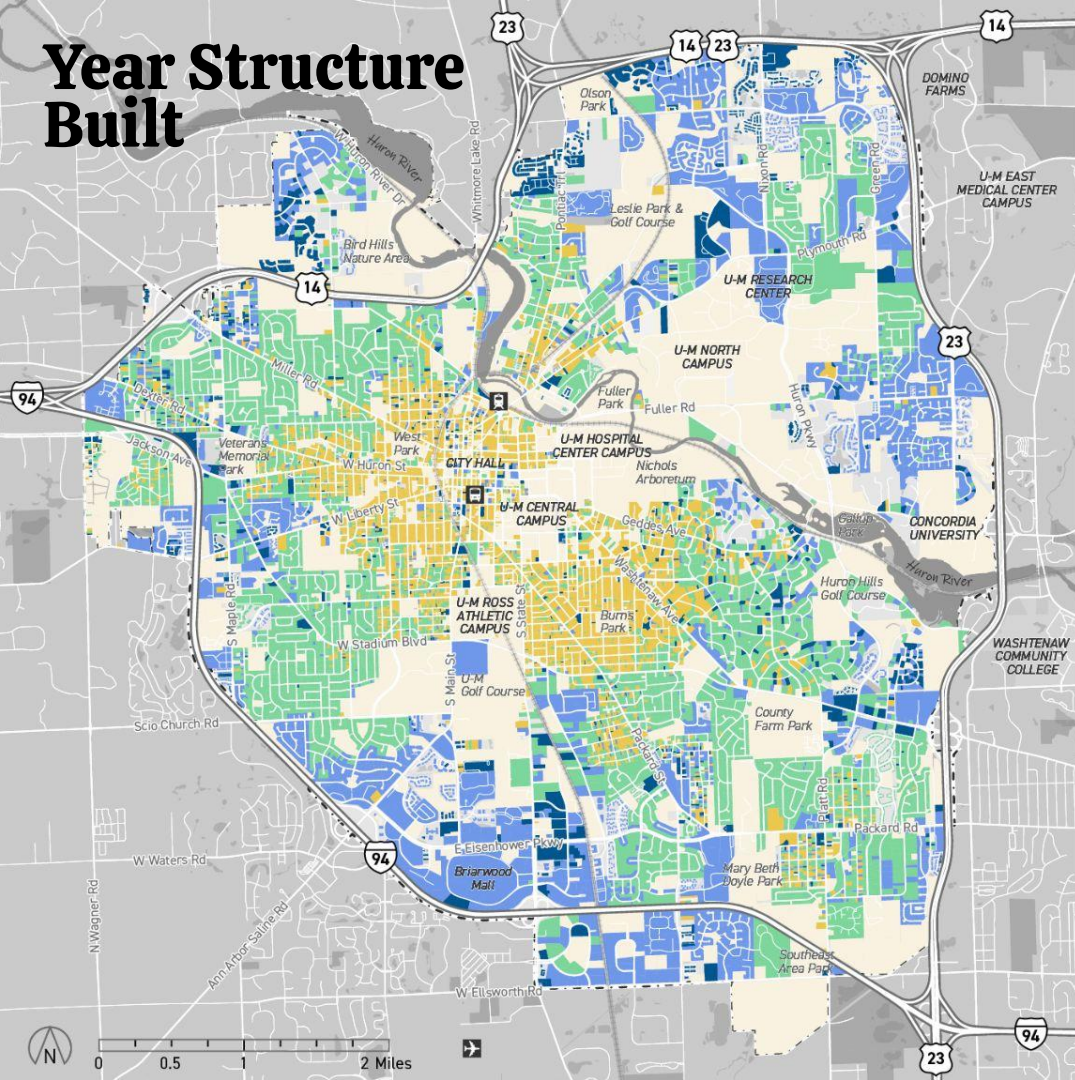 Year Structure
Built
23
14
23
14
DOMINO
FARMS
Olson
Park
Huron River
W Huron River Dr
Whitmore Lake Rd
Nixon Rd
Green Rd
U-M EAST
MEDICAL CENTER
CAMPUS
Pontiac Trl
Leslie Park &
Golf Course
Bird Hills
Nature Area
Plymouth Rd
14
U-M RESEARCH
CENTER
23
U-M NORTH
CAMPUS
Miller Rd
94
Dexter Rd
Fuller
Park
Fuller Rd
Huron Pkwy
Jackson Ave
Veterans
Memorial
Park
West
Park
W Huron St
CITY HALL
U-M HOSPITAL
CENTER CAMPUS
Nichols
Arboretum
W Liberty St
U-M CENTRAL
CAMPUS
Geddes Ave
Gallup
Park
CONCORDIA
UNIVERSITY
Huron River
Washtenaw Ave
Huron Hills
Golf Course
S Maple Rd
U-M ROSS
ATHLETIC
CAMPUS
S State St
Burns
Park
W Stadium Blvd
WASHTENAW
COMMUNITY
COLLEGE
S Main St
U-M
Golf Course
County
Farm Park
Scio Church Rd
Packard St
Platt Rd
Packard Rd
E Eisenhower Pkwy
94
W Waters Rd
Briarwood
Mall
Mary Beth
Doyle Park
N Wagner Rd
Ann Arbor Saline Rd
Southeast
Area Park
W Ellsworth Rd
N
0
0.5
1
2 Miles
94
23